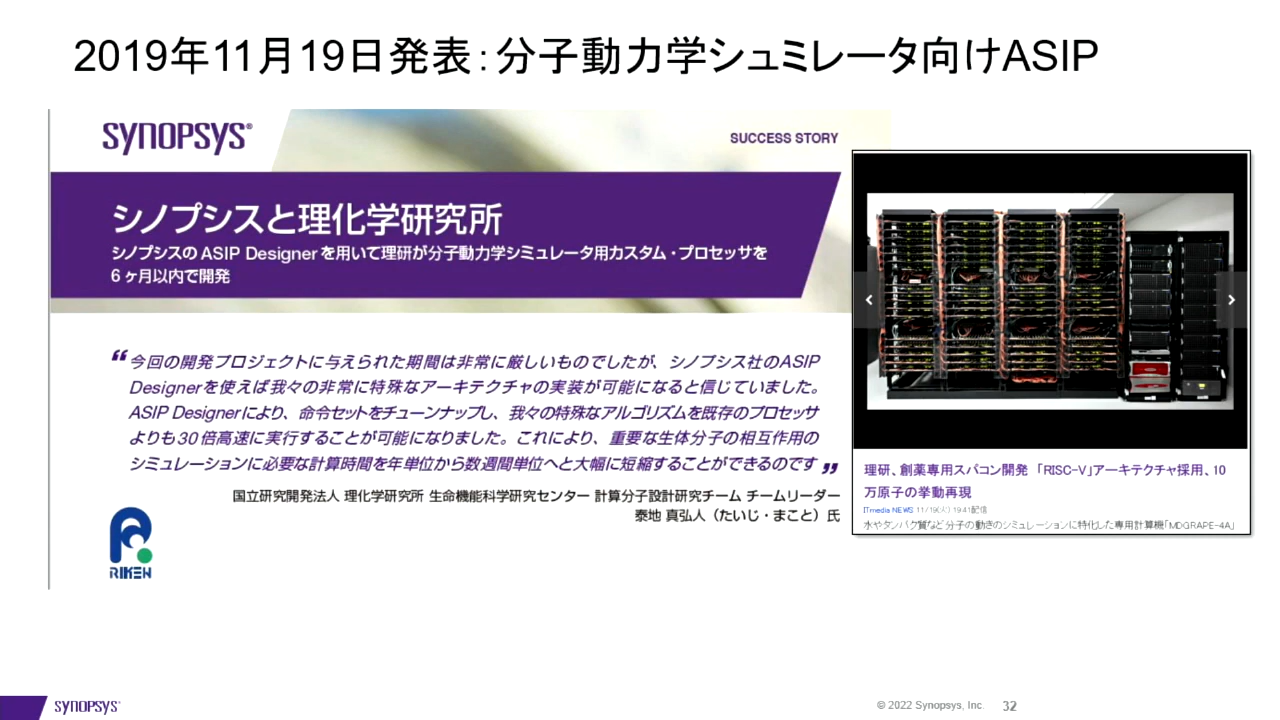 2019年11月19日発表：分子動力学シュミレータ向けASIP
SYNOPSYS®
SUCCESS STORY
シノプシスと理化学研究所
シノプシスの ASIP Designer を用いて理研が分子動力学シミュレータ用カスタム・プロセッサを
6 ヶ月以内で開発
“ 今回の開発プロジェクトに与えられた期間は非常に厳しいものでしたが、シノプシス社のASIP
Designerを使えば我々の非常に特殊なアーキテクチャの実装が可能になると信じていました。
ASIP Designerにより、命令セットをチューンナップし、我々の特殊なアルゴリズムを既存のプロセッサ
よりも30倍高速に実行することが可能になりました。これにより、重要な生体分子の相互作用の
シミュレーションに必要な計算時間を年単位から数週間単位へと大幅に短縮することができるのです ”
国立研究開発法人 理化学研究所 生命機能科学研究センター 計算分子設計研究チーム チームリーダー
泰地 真弘人（たいじ・まこと）氏
RIKEN
理研、創薬専用スパコン開発 「RISC-V」アーキテクチャ採用、10
万原子の挙動再現
ITmedia NEWS 11/19(火) 19:41配信
水やタンパク質など分子の動きのシミュレーションに特化した専用計算機「MDGRAPE-4A」
SYNOPSYS®
© 2022 Synopsys, Inc. 32